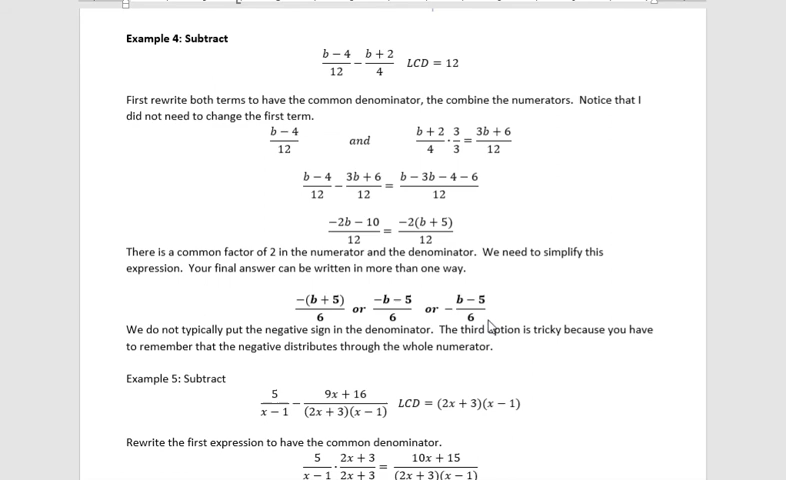 Example 4: Subtract
(b − 4)/12 − (b + 2)/4 LCD = 12
First rewrite both terms to have the common denominator, the combine the numerators. Notice that I
did not need to change the first term.
(b − 4)/12 and (b + 2)/4 · 3/3 = (3b + 6)/12
(b − 4)/12 − (3b + 6)/12 = (b − 3b − 4 − 6)/12
(−2b − 10)/12 = (−2(b + 5))/12
There is a common factor of 2 in the numerator and the denominator. We need to simplify this
expression. Your final answer can be written in more than one way.
(−(b + 5))/6 or (−b − 5)/6 or −(b − 5)/6
We do not typically put the negative sign in the denominator. The third option is tricky because you have
to remember that the negative distributes through the whole numerator.
Example 5: Subtract
5/(x − 1) − (9x + 16)/((2x + 3)(x − 1)) LCD = (2x + 3)(x − 1)
Rewrite the first expression to have the common denominator.
5/(x − 1) · (2x + 3)/(2x + 3) = (10x + 15)/((2x + 3)(x − 1))